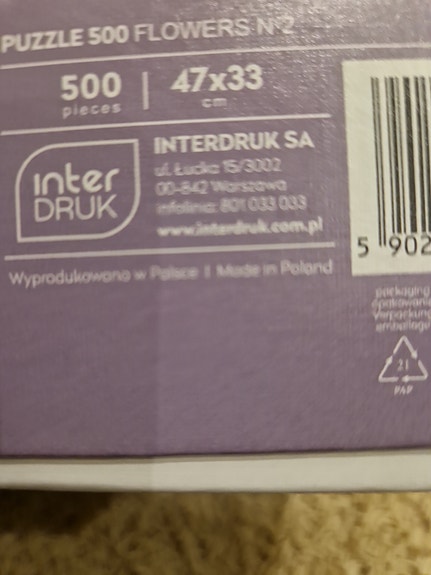 PUZZLE 500 FLOWERS Nº2
500
pieces
47x33
cm
inter
DRUK
INTERDRUK SA
ul. Łucka 15/3002
00-842 Warszawa
infolinia: 801 033 033
www.interdruk.com.pl
Wyprodukowano w Polsce | Made in Poland
5 902
packaging
opakowanie
Verpackung
emballage
21
PAP